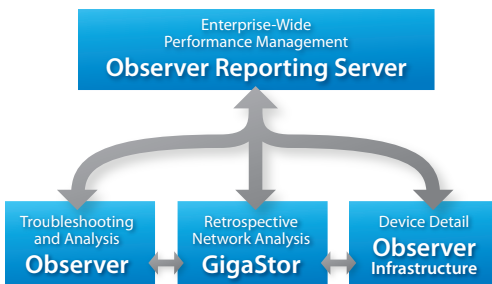 Enterprise-Wide
Performance Management
Observer Reporting Server
Troubleshooting
and Analysis
Observer
Retrospective
Network Analysis
GigaStor
Device Detail
Observer
Infrastructure